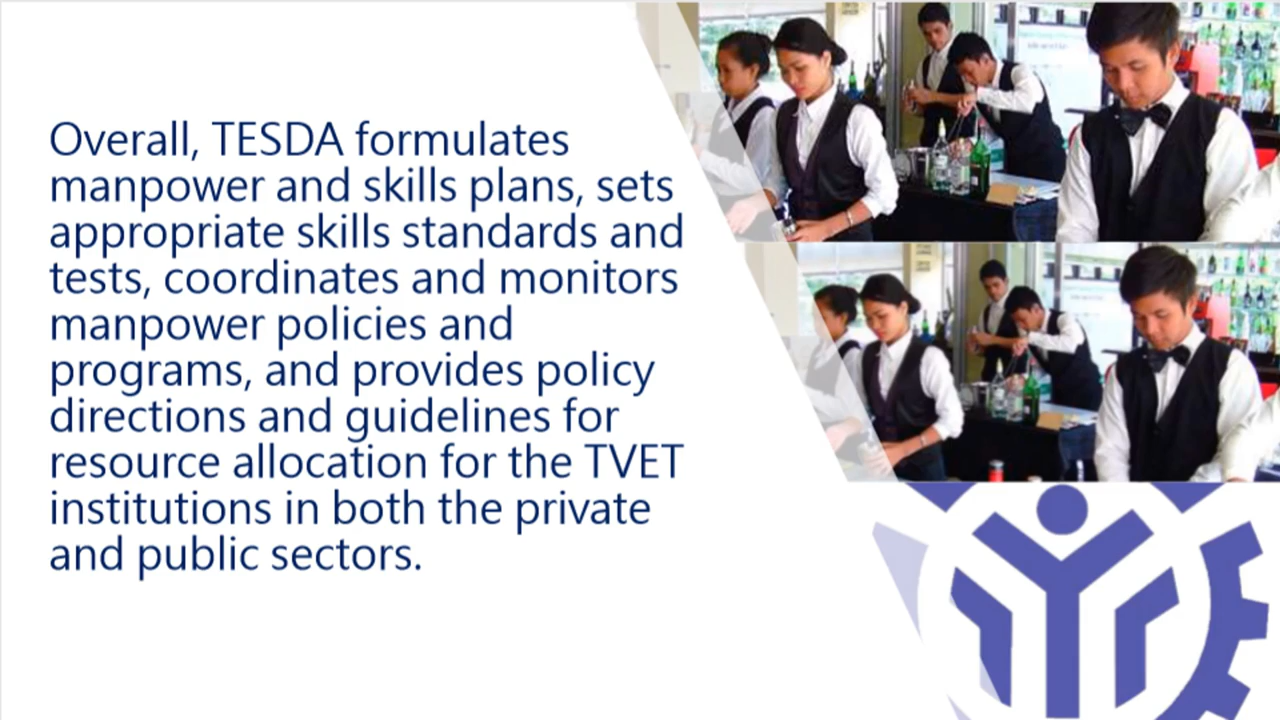 Overall, TESDA formulates
manpower and skills plans, sets
appropriate skills standards and
tests, coordinates and monitors
manpower policies and
programs, and provides policy
directions and guidelines for
resource allocation for the TVET
institutions in both the private
and public sectors.